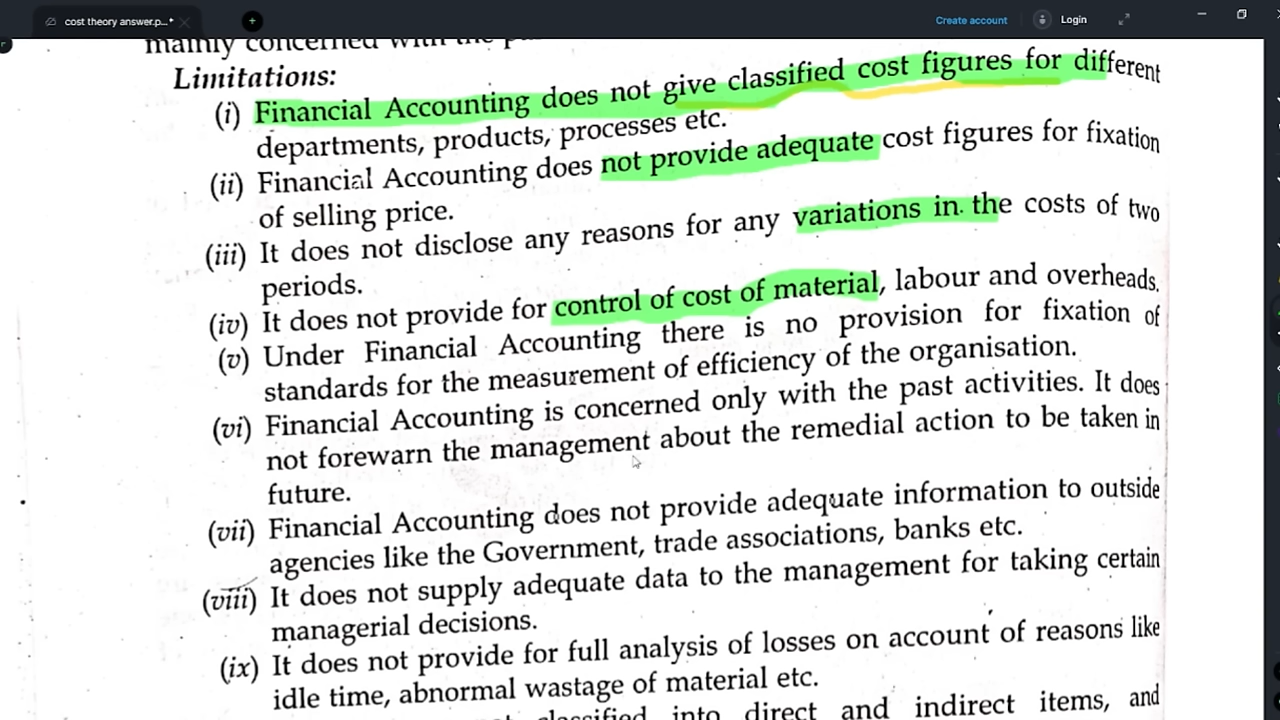 cost theory answer.p...*
Create account
Login
mainly concerned with the p
Limitations:
(i) Financial Accounting does not give classified cost figures for different
departments, products, processes etc.
(ii) Financial Accounting does not provide adequate cost figures for fixation
of selling price.
(iii) It does not disclose any reasons for any variations in the costs of two
periods.
(iv) It does not provide for control of cost of material, labour and overheads.
(v) Under Financial Accounting there is no provision for fixation of
standards for the measurement of efficiency of the organisation.
(vi) Financial Accounting is concerned only with the past activities. It does
not forewarn the management about the remedial action to be taken in
future.
(vii) Financial Accounting does not provide adequate information to outside
agencies like the Government, trade associations, banks etc.
(viii) It does not supply adequate data to the management for taking certain
managerial decisions.
(ix) It does not provide for full analysis of losses on account of reasons like
idle time, abnormal wastage of material etc.
classified into direct and indirect items, and